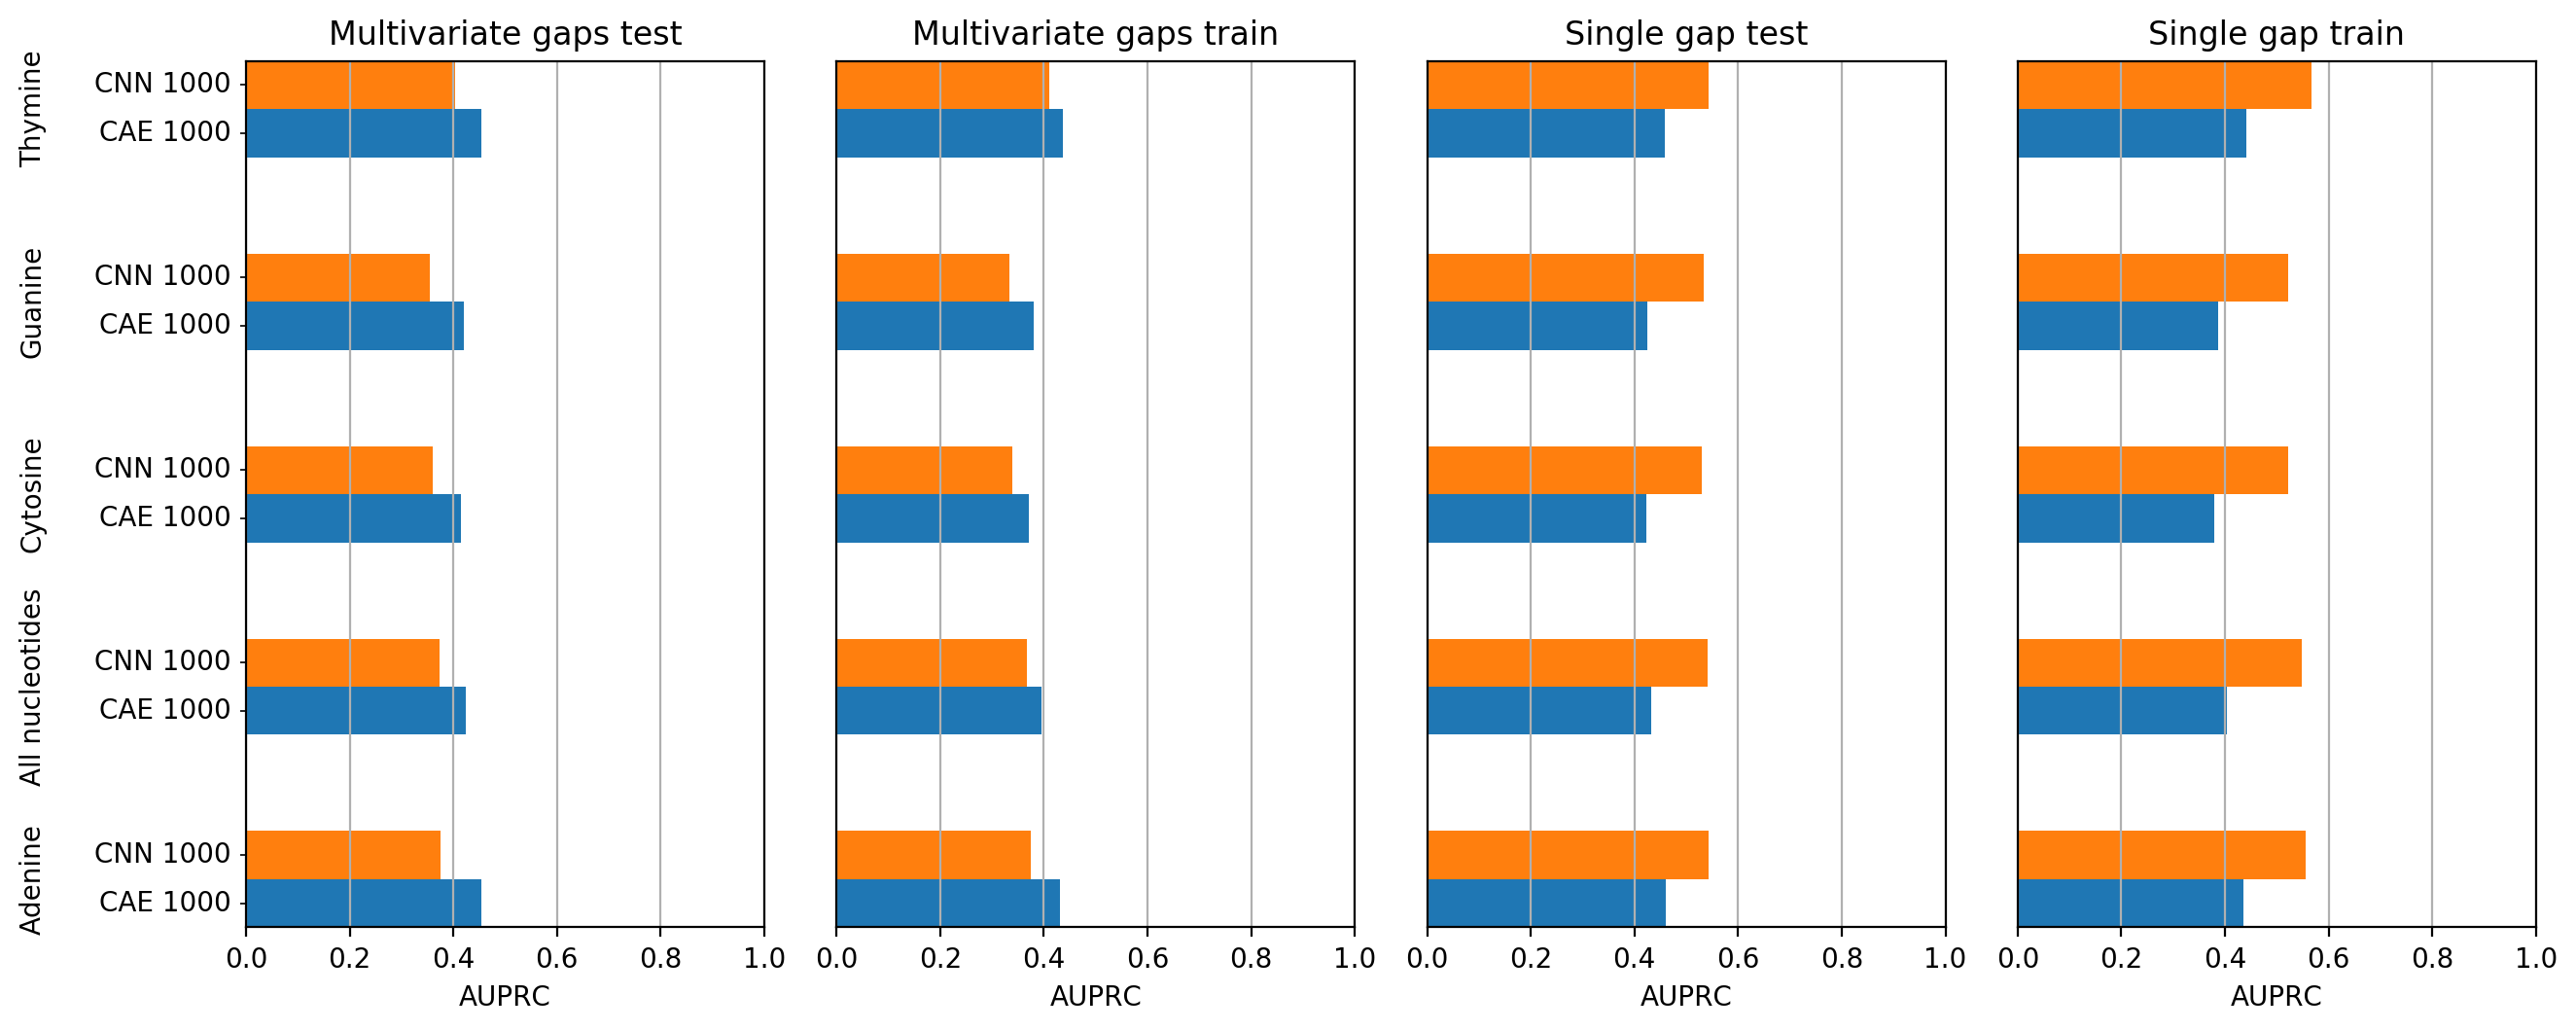 Multivariate gaps test
Multivariate gaps train
Single gap test
Single gap train
Thymine
CNN 1000
CAE 1000
Guanine
CNN 1000
CAE 1000
Cytosine
CNN 1000
CAE 1000
All nucleotides
CNN 1000
CAE 1000
Adenine
CNN 1000
CAE 1000
0.0 0.2 0.4 0.6 0.8 1.0
0.0 0.2 0.4 0.6 0.8 1.0
0.0 0.2 0.4 0.6 0.8 1.0
0.0 0.2 0.4 0.6 0.8 1.0
AUPRC
AUPRC
AUPRC
AUPRC